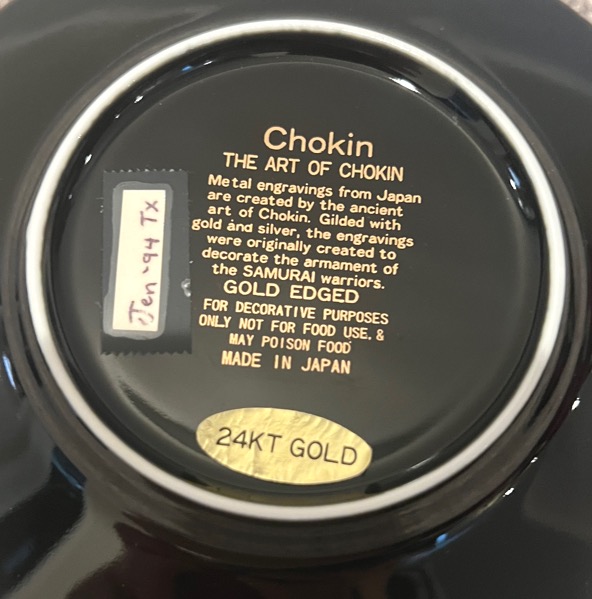 Chokin
THE ART OF CHOKIN
Metal engravings from Japan
are created by the ancient
art of Chokin. Gilded with
gold and silver, the engravings
were originally created to
decorate the armament of
the SAMURAI warriors.
GOLD EDGED
FOR DECORATIVE PURPOSES
ONLY NOT FOR FOOD USE. &
MAY POISON FOOD
MADE IN JAPAN
24KT GOLD
Jen -94 TX